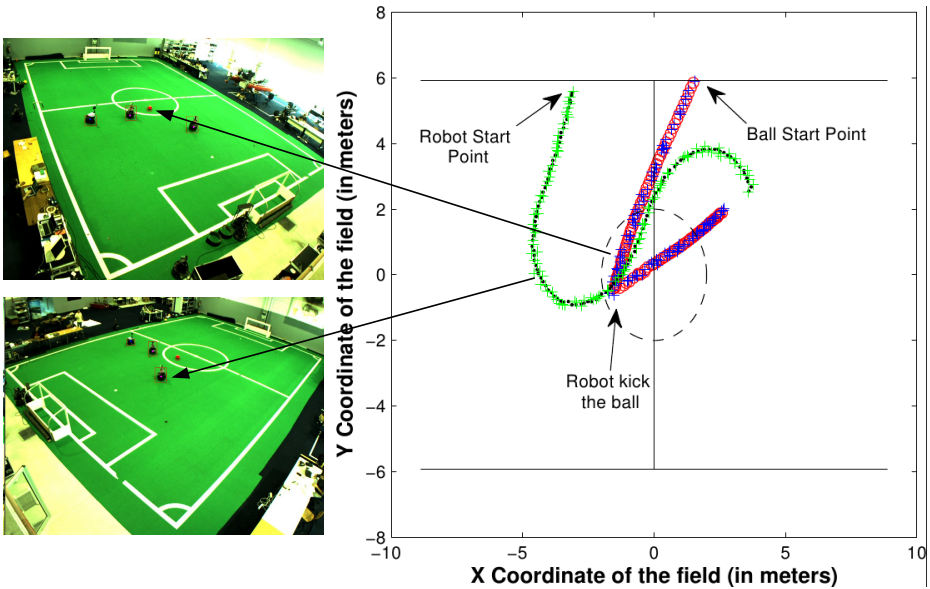 8
6
4
2
0
−2
−4
−6
−8
−10
−5
0
5
10
Y Coordinate of the field (in meters)
X Coordinate of the field (in meters)
Robot Start
Point
Ball Start Point
Robot kick
the ball